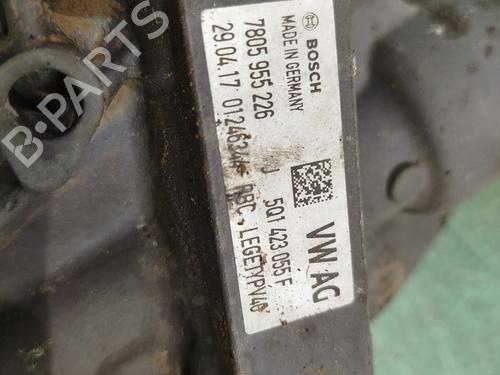 BOSCH
MADE IN GERMANY
7805 955 226
29.04.17
J
5Q1 423 055 F
VW AG
B-PARTS